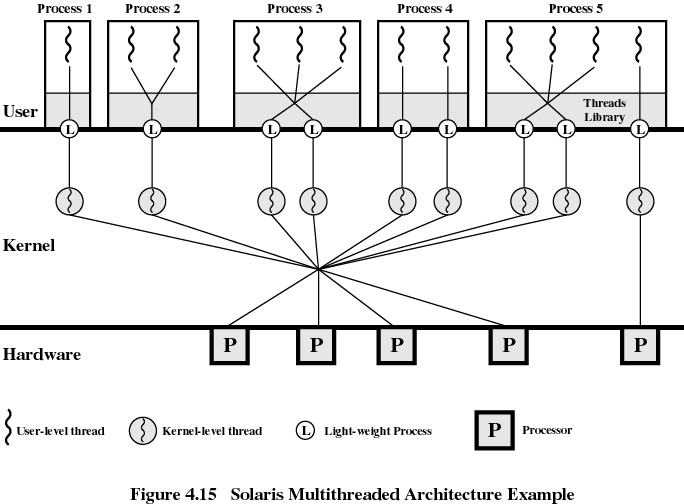 Process 1 Process 2 Process 3 Process 4 Process 5
User
Threads
Library
L L L L L L L L L
Kernel
P P P P P
Hardware
User-level thread Kernel-level thread L Light-weight Process P Processor
Figure 4.15 Solaris Multithreaded Architecture Example